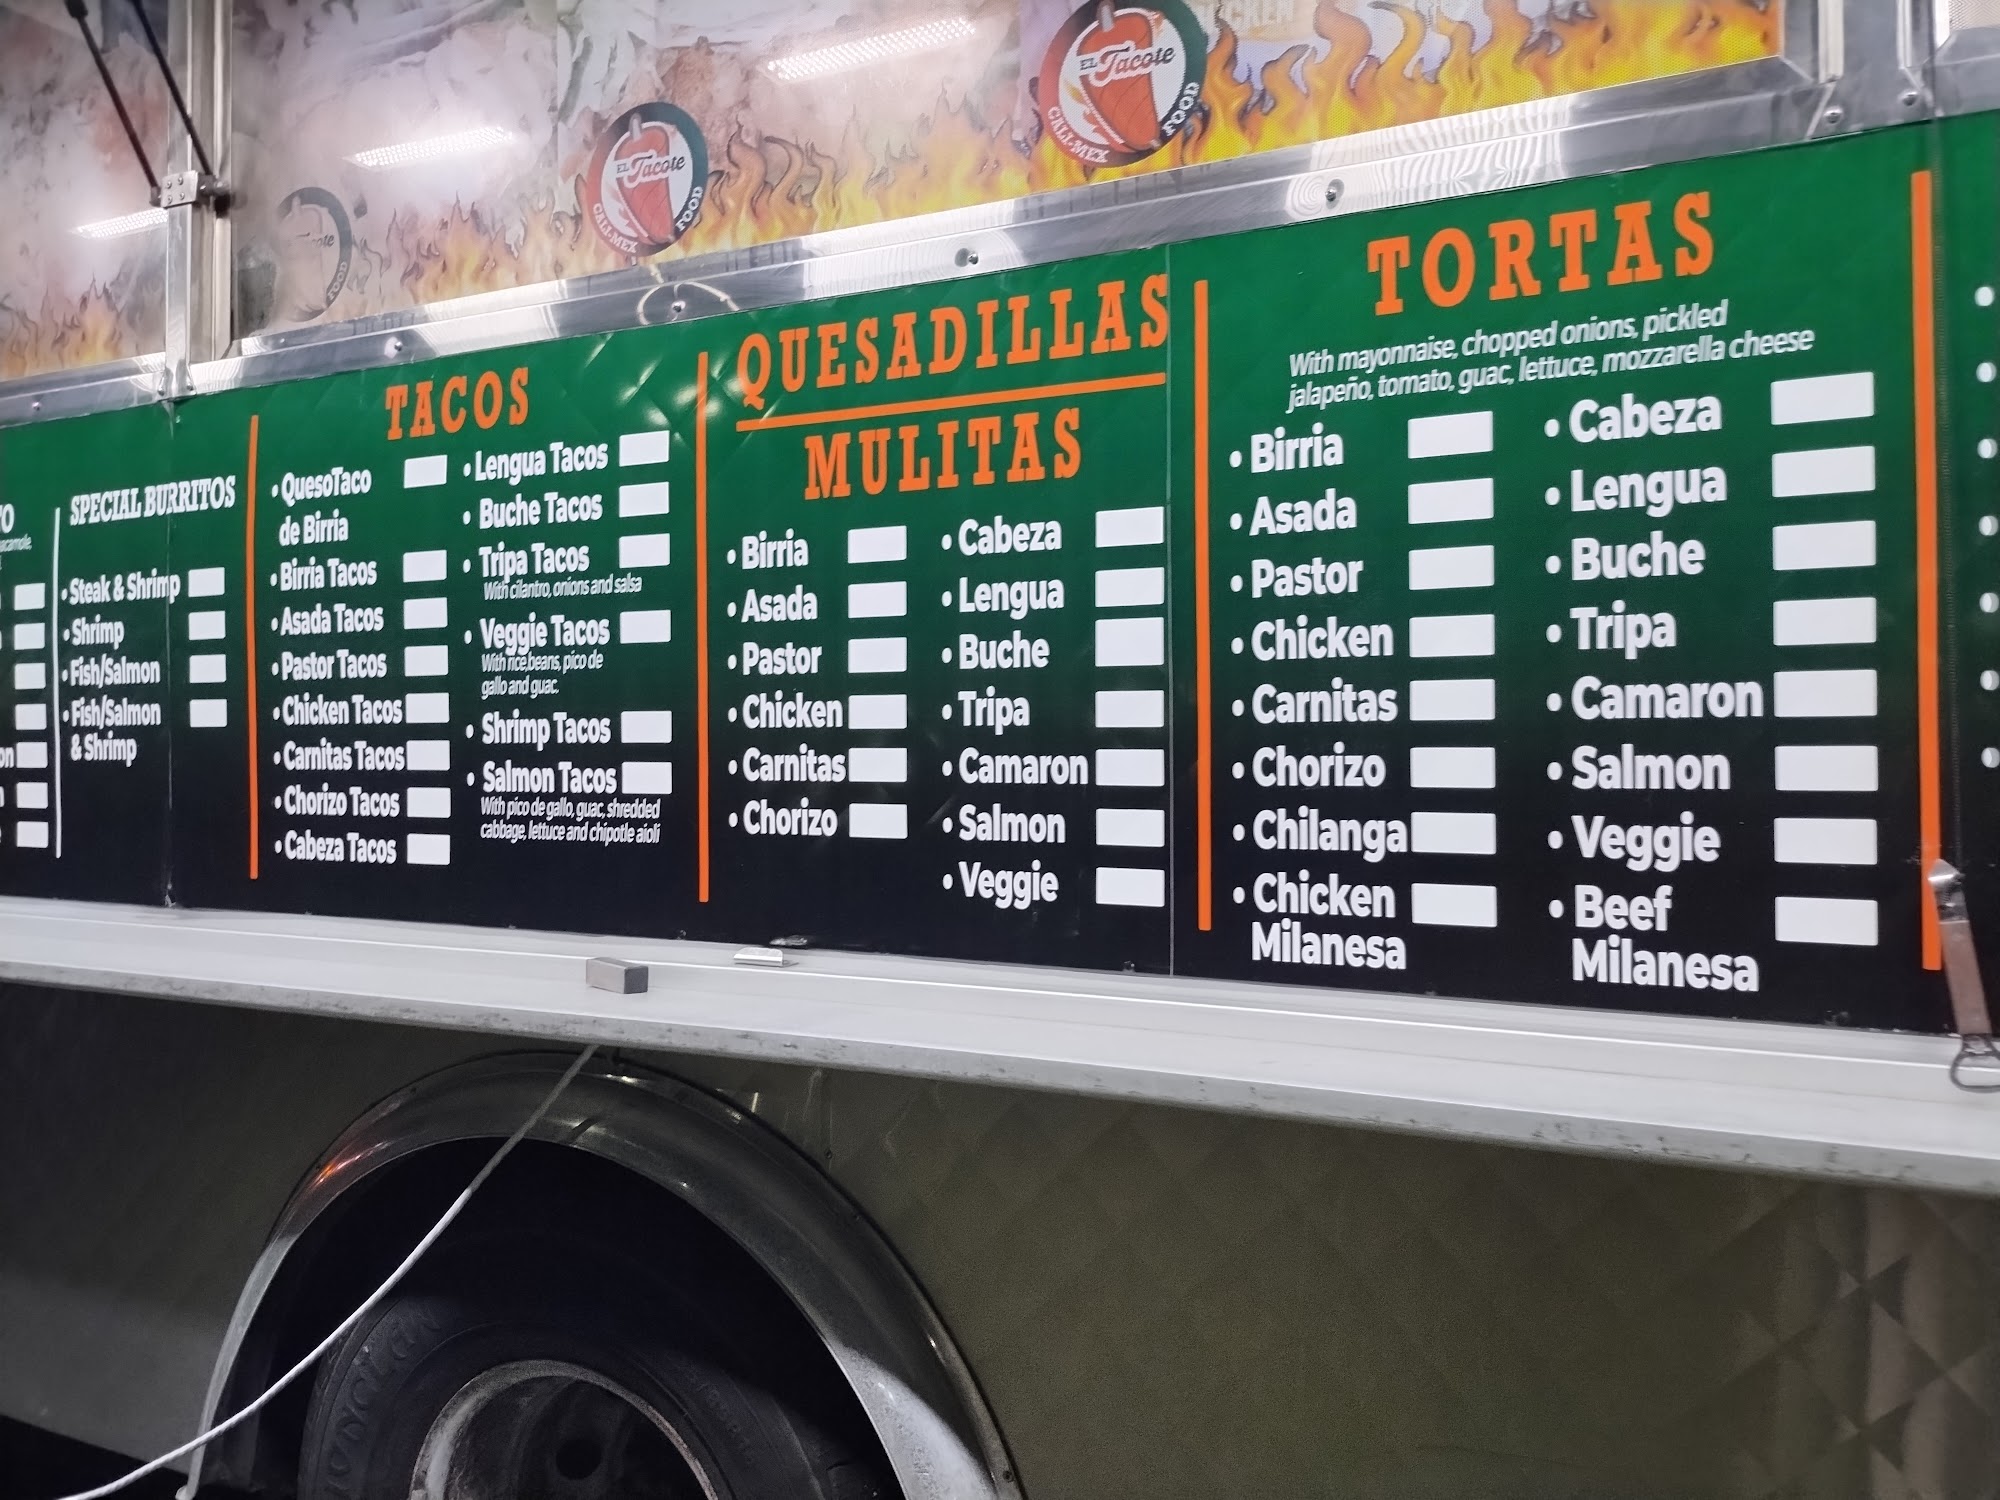 EL Tacote
CALI-MEX FOOD
EL Tacote
CALI-MEX FOOD
FOOD
SPECIAL BURRITOS
• Steak & Shrimp
• Shrimp
• Fish/Salmon
• Fish/Salmon
& Shrimp
TACOS
• QuesoTaco
de Birria
• Birria Tacos
• Asada Tacos
• Pastor Tacos
• Chicken Tacos
• Carnitas Tacos
• Chorizo Tacos
• Cabeza Tacos
• Lengua Tacos
• Buche Tacos
• Tripa Tacos
With cilantro, onions and salsa
• Veggie Tacos
With rice,beans, pico de
gallo and guac.
• Shrimp Tacos
• Salmon Tacos
With pico de gallo, guac, shredded
cabbage, lettuce and chipotle aioli
QUESADILLAS
MULITAS
• Birria
• Asada
• Pastor
• Chicken
• Carnitas
• Chorizo
• Cabeza
• Lengua
• Buche
• Tripa
• Camaron
• Salmon
• Veggie
TORTAS
With mayonnaise, chopped onions, pickled
jalapeño, tomato, guac, lettuce, mozzarella cheese
• Birria
• Asada
• Pastor
• Chicken
• Carnitas
• Chorizo
• Chilanga
• Chicken
Milanesa
• Cabeza
• Lengua
• Buche
• Tripa
• Camaron
• Salmon
• Veggie
• Beef
Milanesa